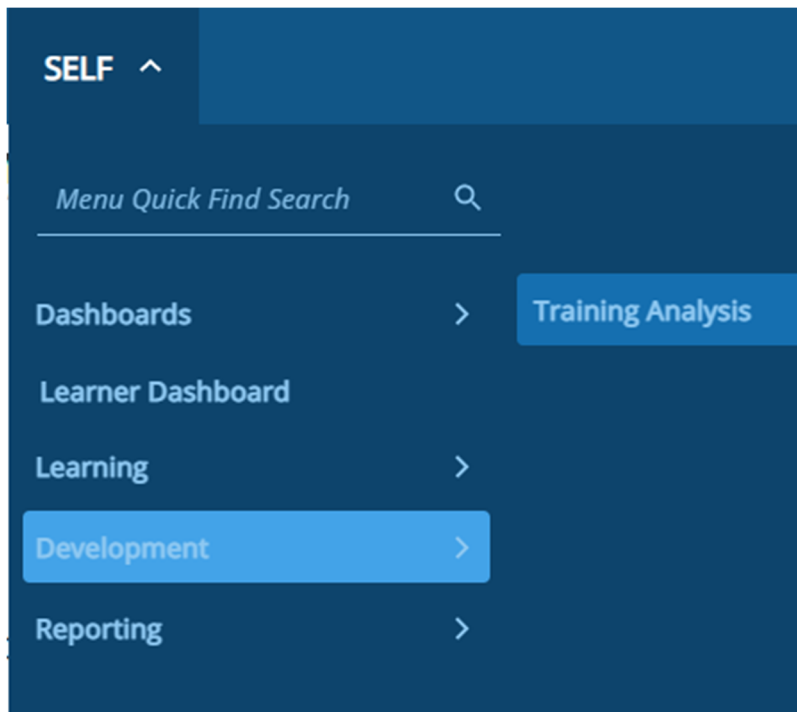 SELF
Menu Quick Find Search
Dashboards
Training Analysis
Learner Dashboard
Learning
Development
Reporting